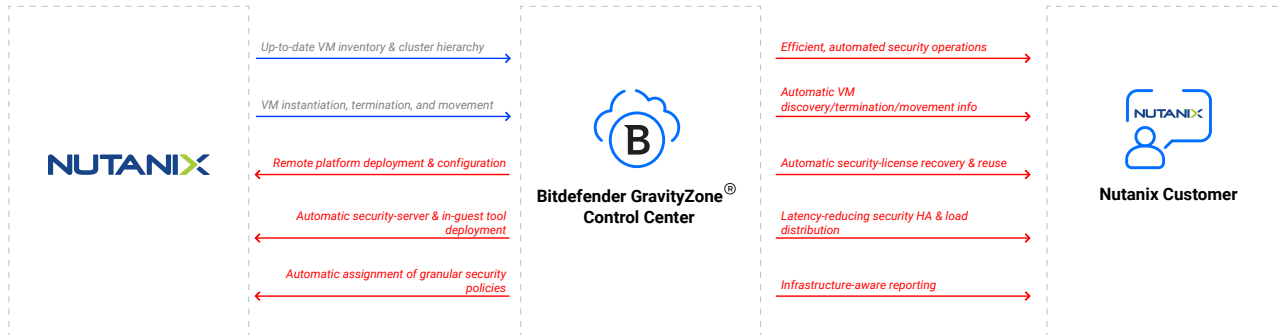 Up-to-date VM inventory & cluster hierarchy
VM instantiation, termination, and movement
NUTANIX
Remote platform deployment & configuration
Automatic security-server & in-guest tool
deployment
Automatic assignment of granular security
policies
B
Bitdefender GravityZone®
Control Center
Efficient, automated security operations
Automatic VM
discovery/termination/movement info
Automatic security-license recovery & reuse
Latency-reducing security HA & load
distribution
Infrastructure-aware reporting
NUTANIX
Nutanix Customer